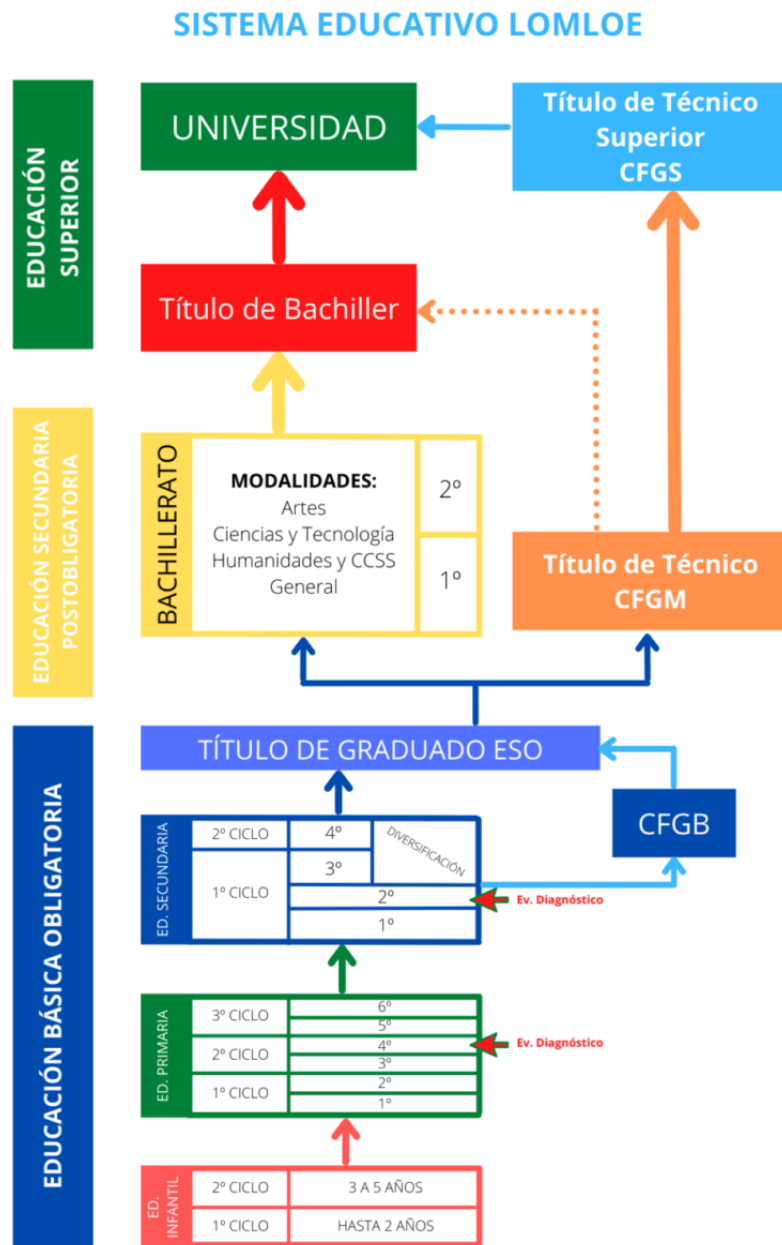 SISTEMA EDUCATIVO LOMLOE
EDUCACIÓN
SUPERIOR
UNIVERSIDAD
Título de Técnico
Superior
CFGS
Título de Bachiller
EDUCACIÓN SECUNDARIA
POSTOBLIGATORIA
BACHILLERATO
MODALIDADES:
Artes
Ciencias y Tecnología
Humanidades y CCSS
General
2º
1º
Título de Técnico
CFGM
EDUCACIÓN BÁSICA OBLIGATORIA
TÍTULO DE GRADUADO ESO
CFGB
ED. SECUNDARIA
2º CICLO
4º
DIVERSIFICACIÓN
3º
1º CICLO
2º
Ev. Diagnóstico
1º
ED. PRIMARIA
3º CICLO
6º
5º
2º CICLO
4º
Ev. Diagnóstico
3º
1º CICLO
2º
1º
ED.
INFANTIL
2º CICLO
3 A 5 AÑOS
1º CICLO
HASTA 2 AÑOS